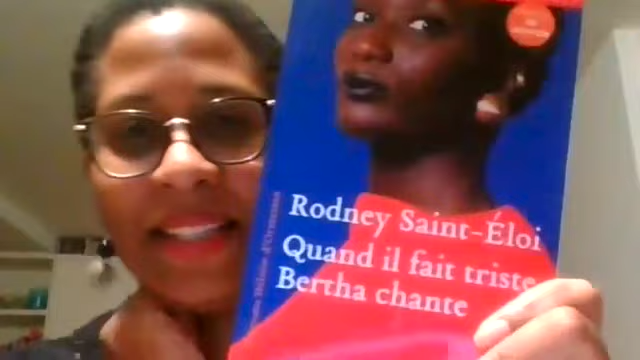 Rodney Saint-Éloi
Quand il fait triste
Bertha chante